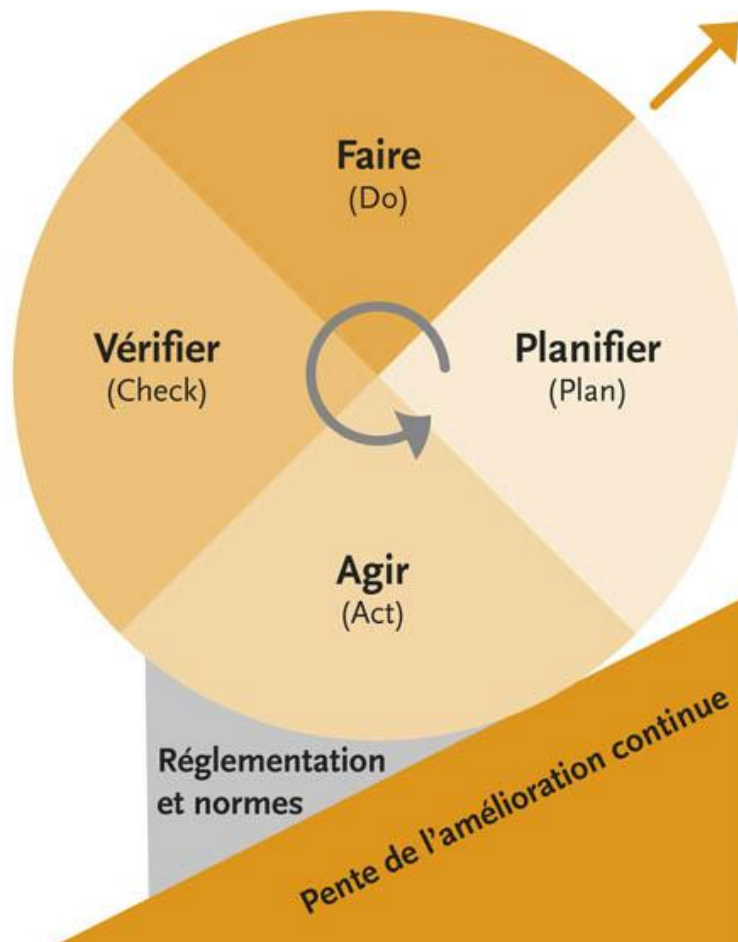 Faire
(Do)
Vérifier
(Check)
Planifier
(Plan)
Agir
(Act)
Réglementation
et normes
Pente de l'amélioration continue